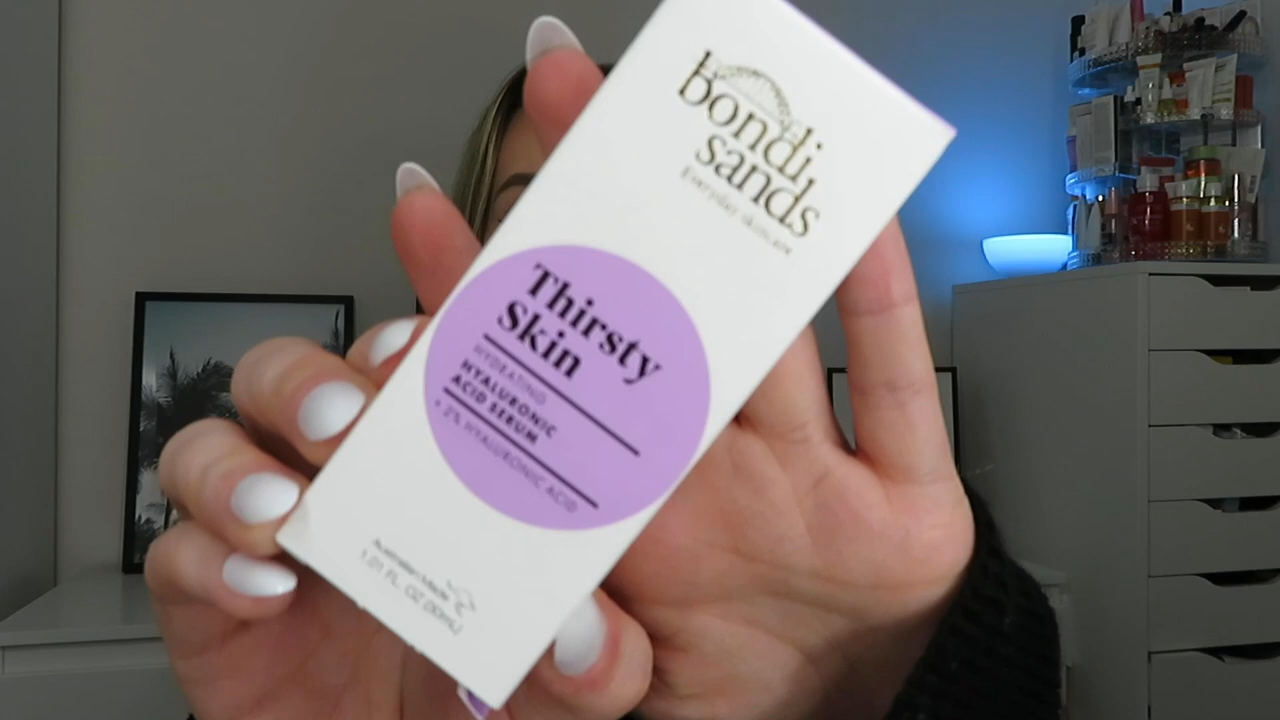 bondi
sands
Everyday skincare
Thirsty
Skin
HYDRATING
HYALURONIC
ACID SERUM
+ 2% HYALURONIC ACID
Australian Made
1.01 FL. OZ (30mL)